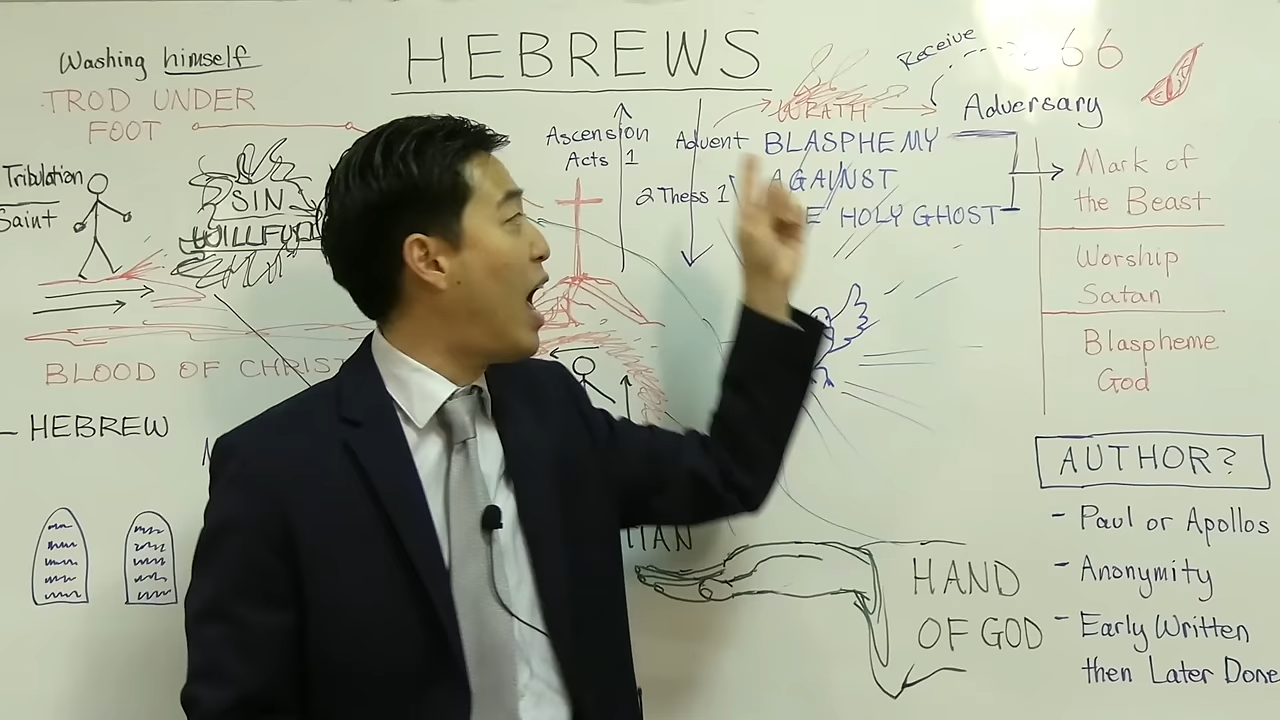 HEBREWS
Washing himself
TROD UNDER
FOOT
Tribulation
Saint
SIN
WILLFULLY
BLOOD OF CHRIST
- HEBREW
Ascension
Acts 1
Advent
2 Thess 1
WRATH
Receive
66
Adversary
BLASPHEMY
AGAINST
HOLY GHOST
Mark of
the Beast
Worship
Satan
Blaspheme
God
HAND
OF GOD
AUTHOR?
- Paul or Apollos
- Anonymity
- Early Written
then Later Done